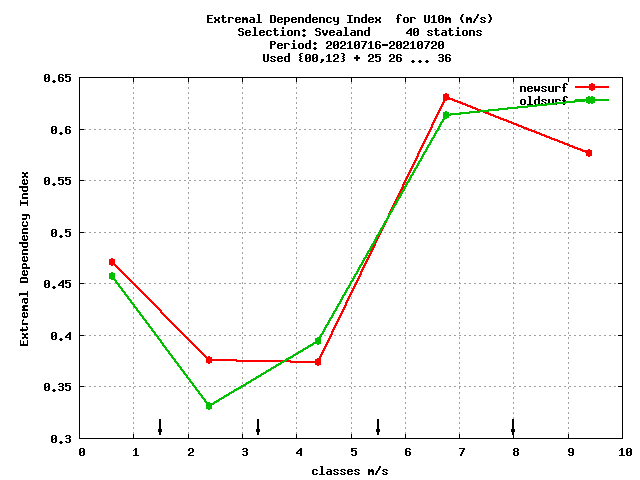 Extremal Dependency Index  for U10m (m/s)
Selection: Svealand     40 stations
Period: 20210716-20210720
Used {00,12} + 25 26 ... 36
newsurf
oldsurf
Extremal Dependency Index
0.65
0.6
0.55
0.5
0.45
0.4
0.35
0.3
0 1 2 3 4 5 6 7 8 9 10
classes m/s